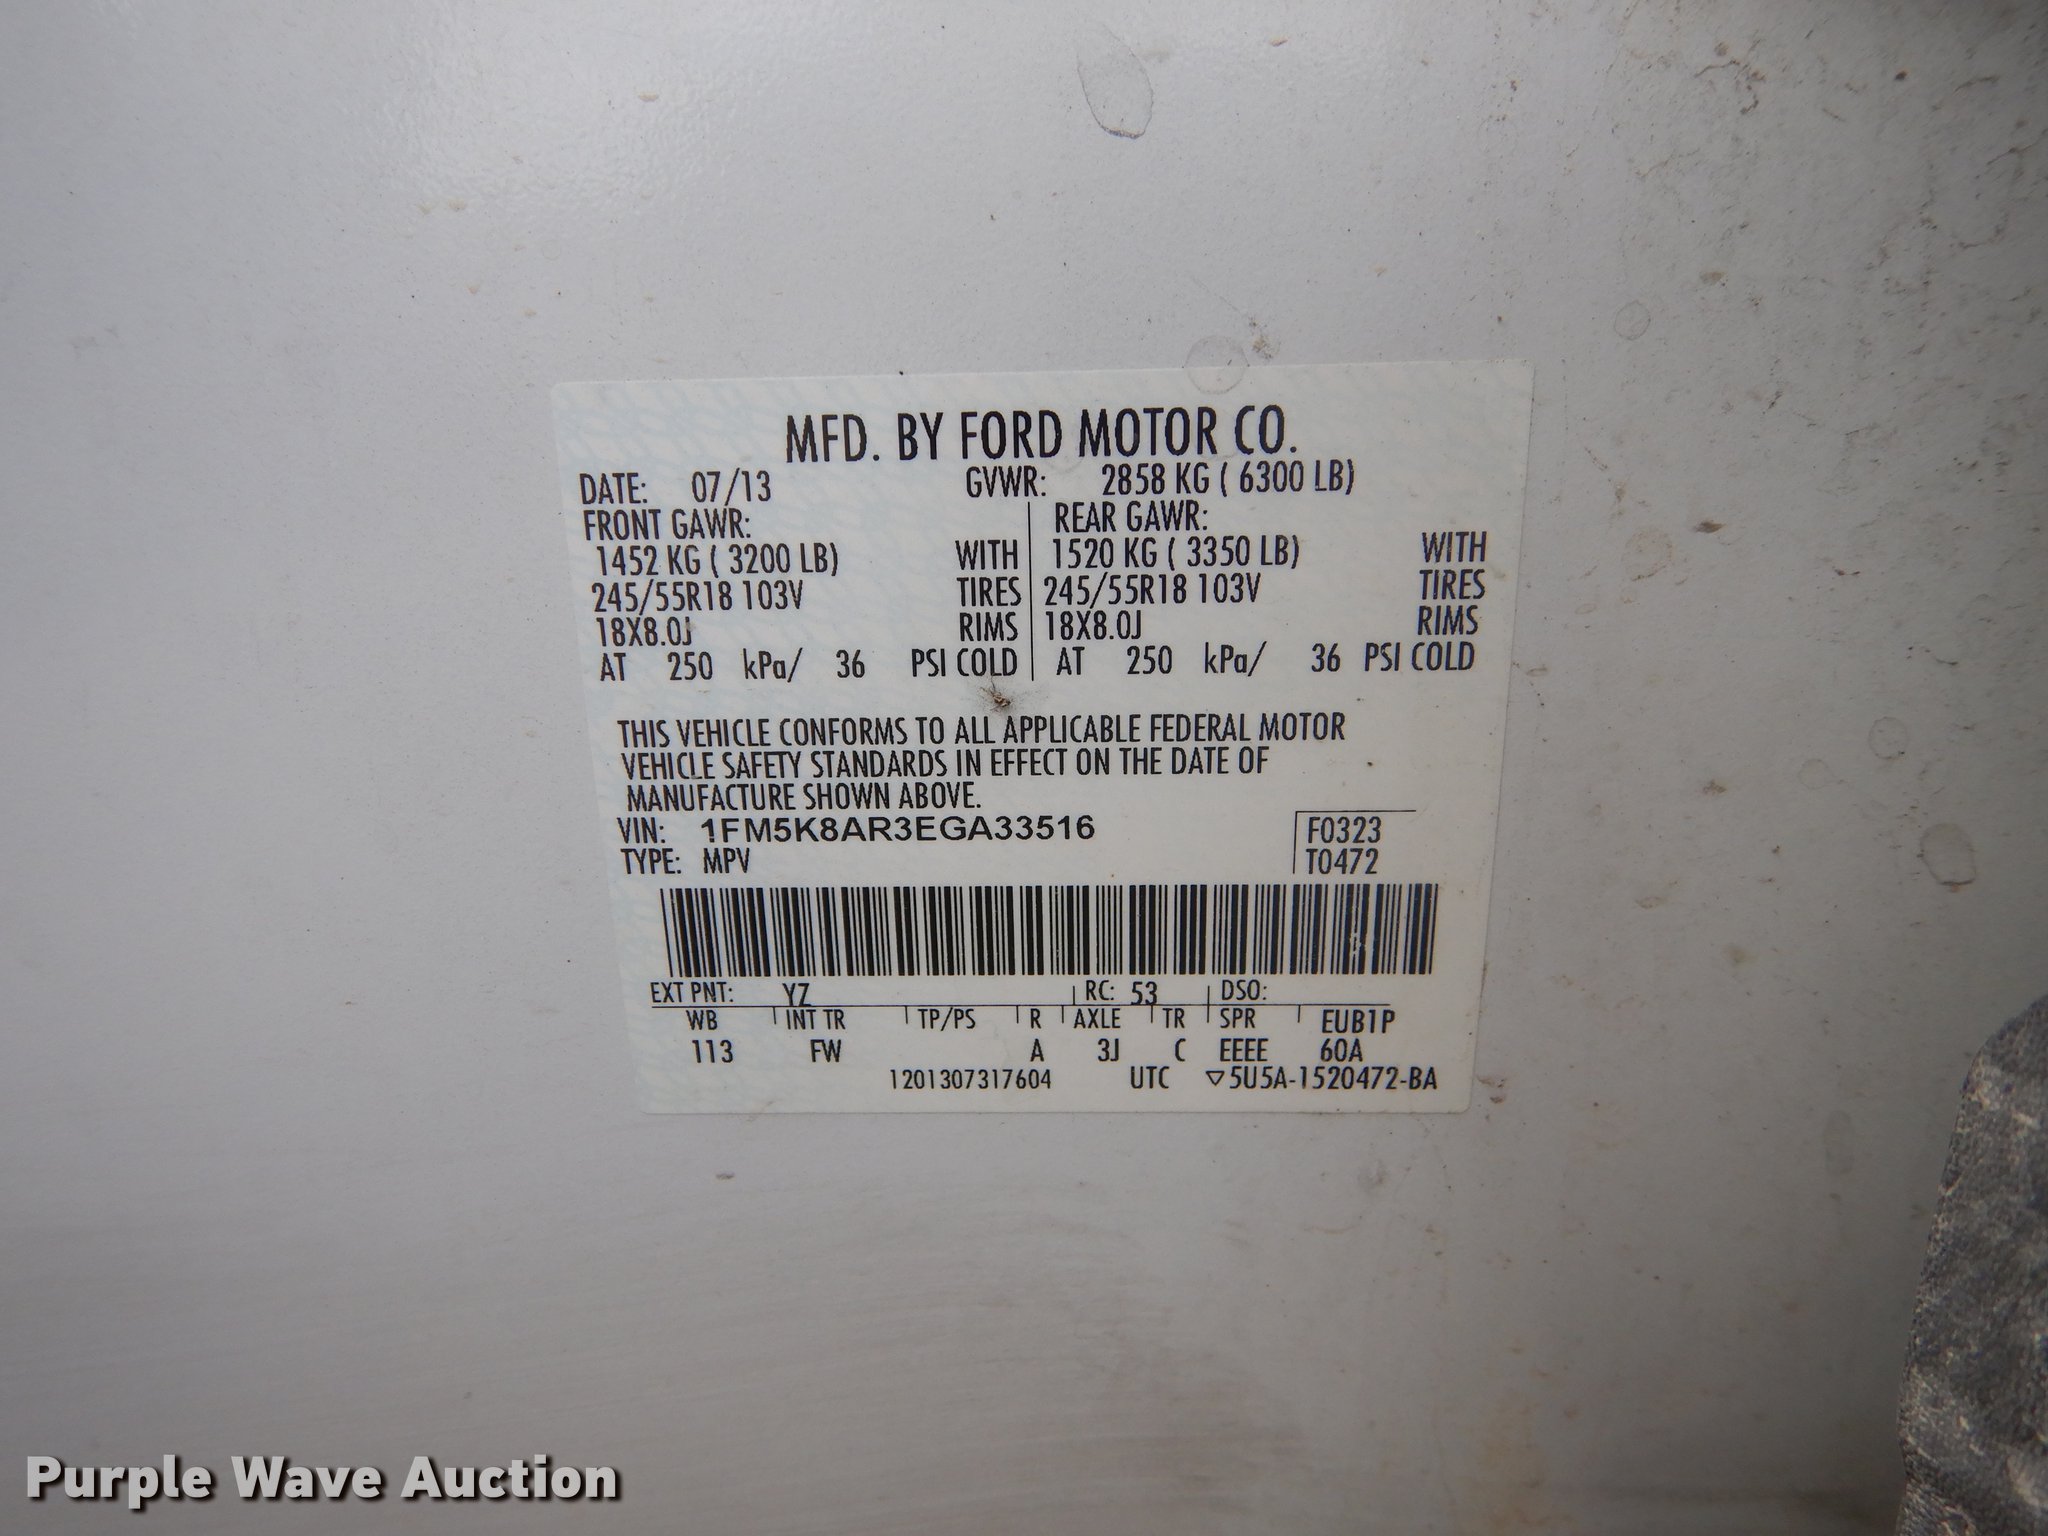 MFD. BY FORD MOTOR CO.
DATE: 07/13 GVWR: 2858 KG ( 6300 LB)
FRONT GAWR: REAR GAWR:
1452 KG ( 3200 LB) WITH 1520 KG ( 3350 LB) WITH
245/55R18 103V TIRES 245/55R18 103V TIRES
18X8.0J RIMS 18X8.0J RIMS
AT 250 kPa/ 36 PSI COLD AT 250 kPa/ 36 PSI COLD
THIS VEHICLE CONFORMS TO ALL APPLICABLE FEDERAL MOTOR
VEHICLE SAFETY STANDARDS IN EFFECT ON THE DATE OF
MANUFACTURE SHOWN ABOVE.
VIN: 1FM5K8AR3EGA33516 F0323
TYPE: MPV T0472
EXT PNT: YZ RC: 53 DSO:
WB INT TR TP/PS R AXLE TR SPR EUB1P
113 FW A 3J C EEEE 60A
1201307317604 UTC ▽5U5A-1520472-BA
Purple Wave Auction